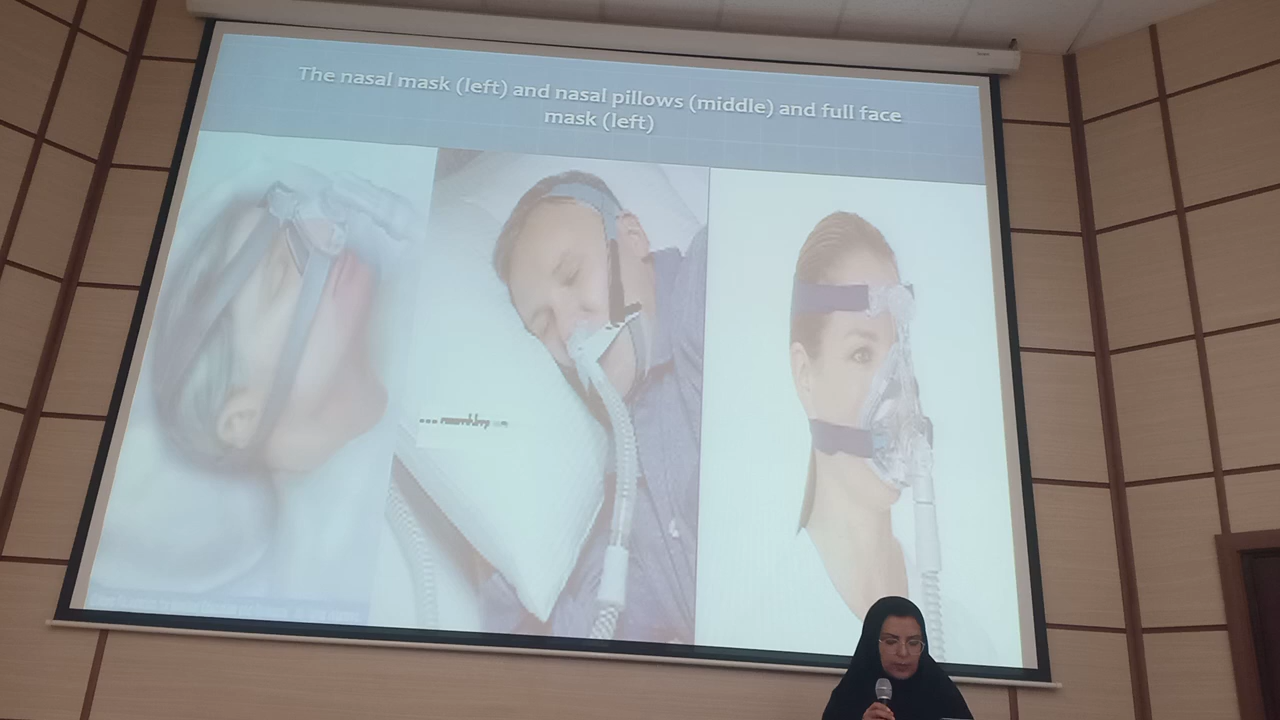 The nasal mask (left) and nasal pillows (middle) and full face
mask (left)